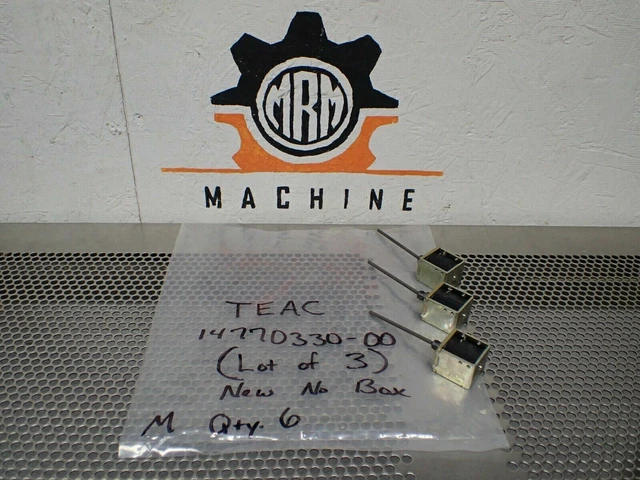 MRM
MACHINE
TEAC
14770330-00
(Lot of 3)
New No Box
M Qty. 6